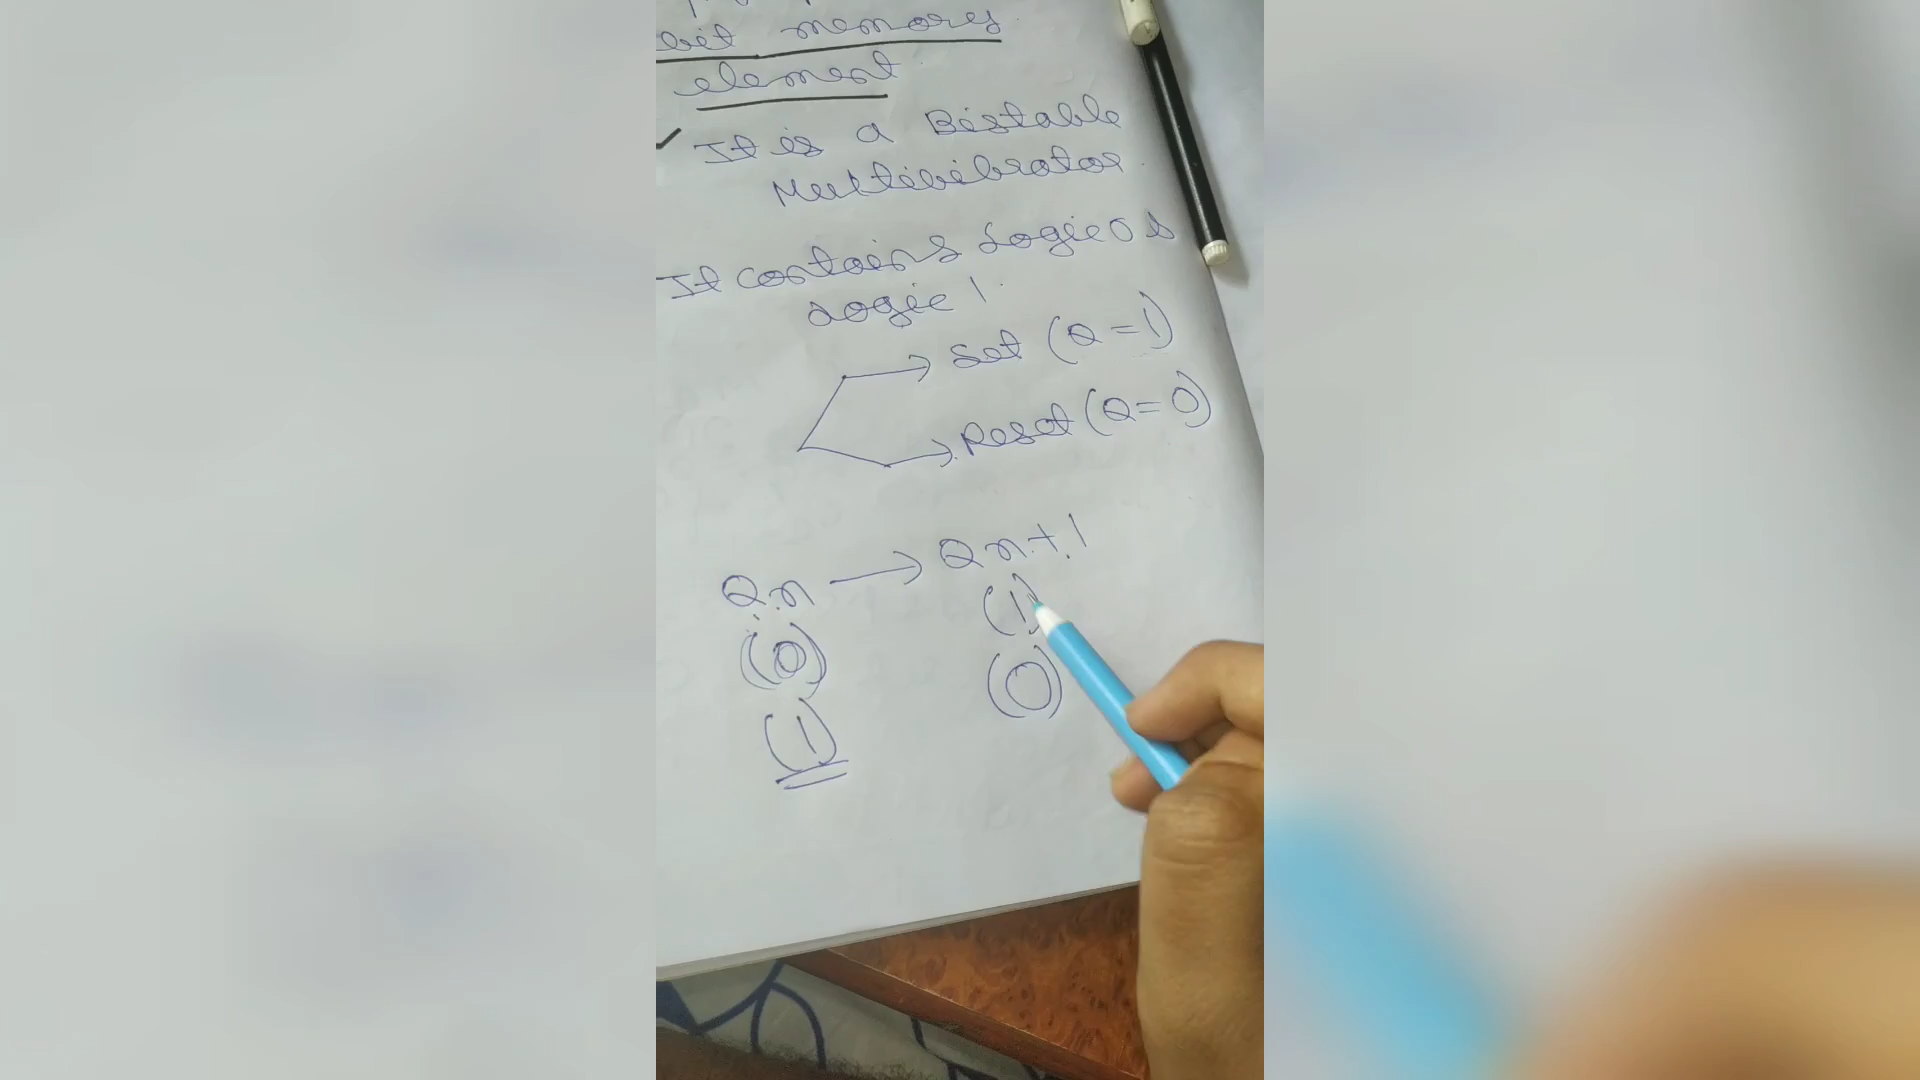 bit memory
element
It is a Bistable
Multivibrator.
It contains Logic 0 &
Logic 1.
→ Set (Q = 1)
→ Reset (Q = 0)
Qn → Qn+1
(0) (1)
(1) (0)